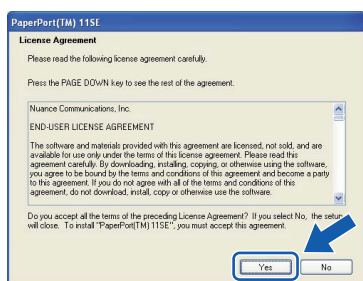 PaperPort(TM) 11SE
License Agreement
Please read the following license agreement carefully.
Press the PAGE DOWN key to see the rest of the agreement.
Nuance Communications, Inc.
END-USER LICENSE AGREEMENT
The software and materials provided with this agreement are licensed, not sold, and are
available for use only under the terms of this license agreement. Please read this
agreement carefully. By downloading, installing, copying, or otherwise using the software,
you agree to be bound by the terms and conditions of this agreement and become a party
to this agreement. If you do not agree with all of the terms and conditions of this
agreement, do not download, install, copy or otherwise use the software.
Do you accept all the terms of the preceding License Agreement? If you select No, the setup
will close. To install "PaperPort(TM) 11SE", you must accept this agreement.
Yes
No